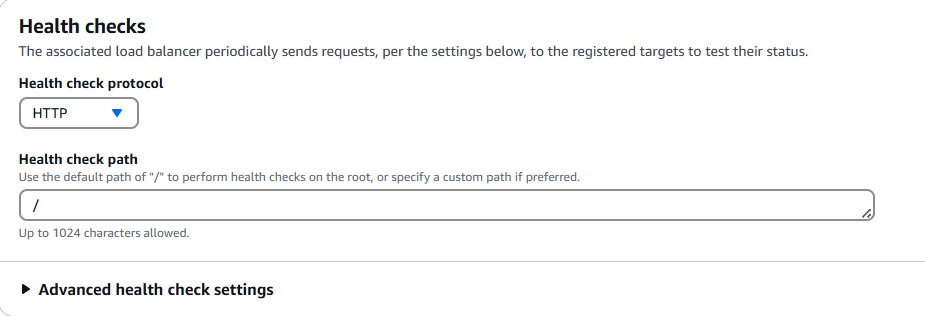 Health checks
The associated load balancer periodically sends requests, per the settings below, to the registered targets to test their status.
Health check protocol
HTTP
Health check path
Use the default path of "/" to perform health checks on the root, or specify a custom path if preferred.
/
Up to 1024 characters allowed.
Advanced health check settings